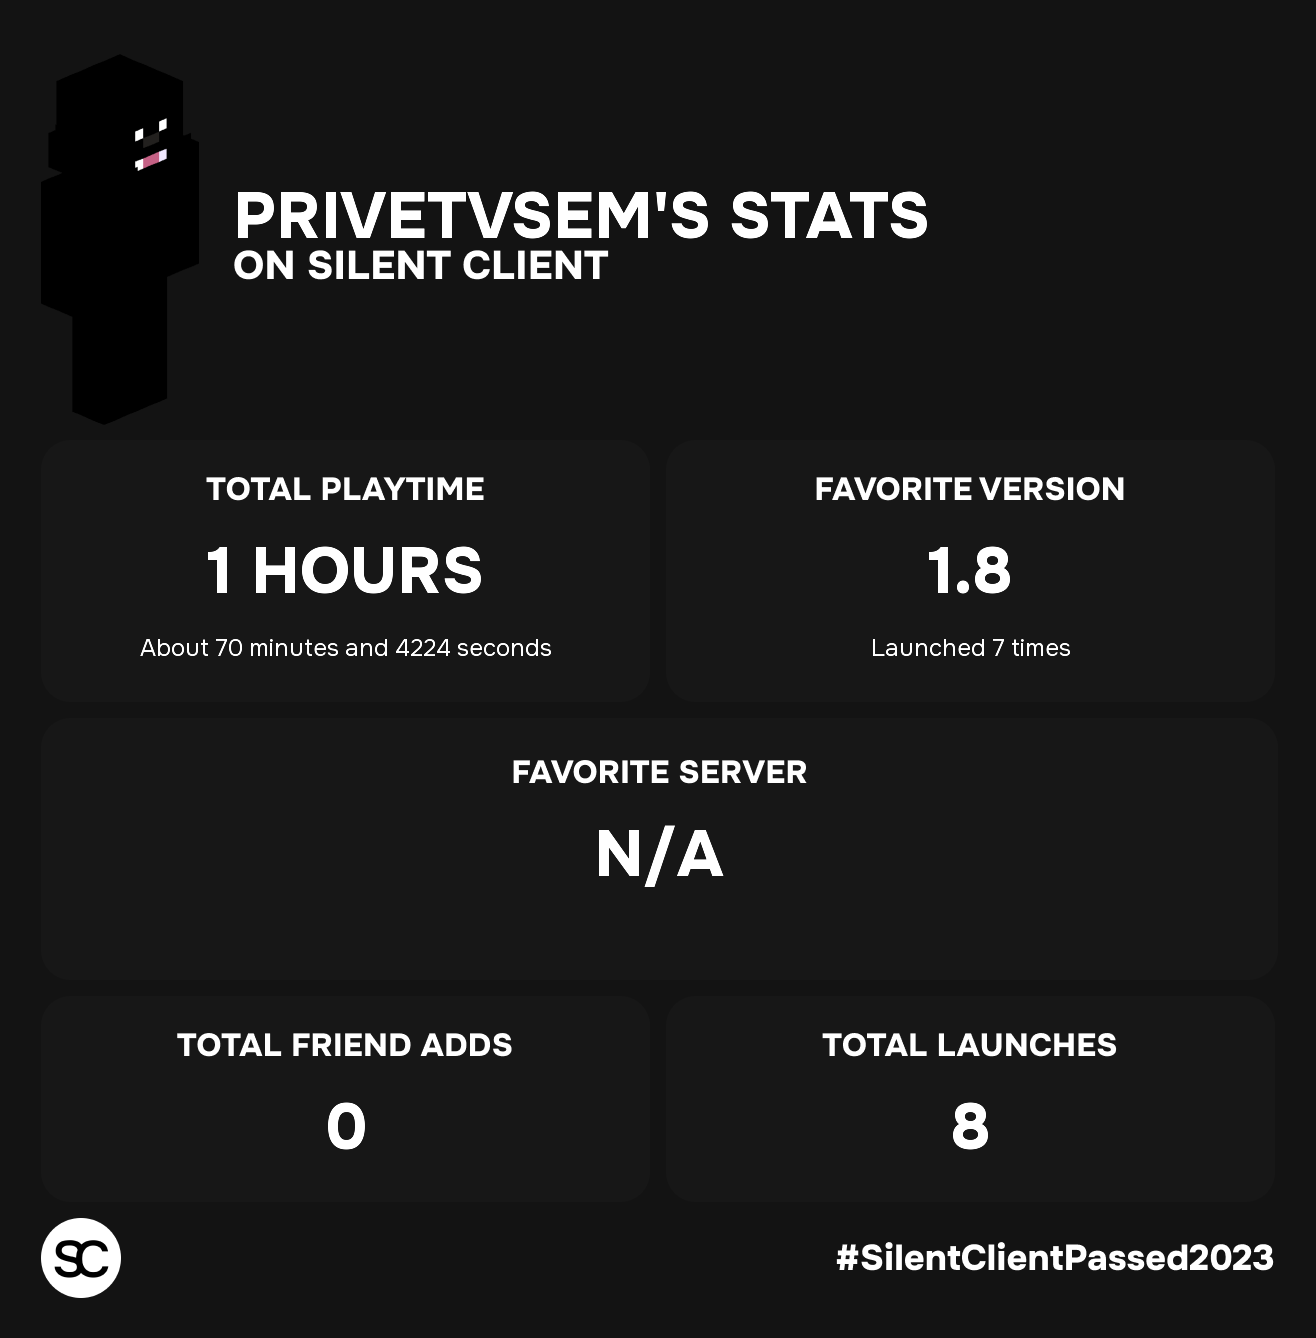 PRIVETVSEM'S STATS
ON SILENT CLIENT
TOTAL PLAYTIME
1 HOURS
About 70 minutes and 4224 seconds
FAVORITE VERSION
1.8
Launched 7 times
FAVORITE SERVER
N/A
TOTAL FRIEND ADDS
0
TOTAL LAUNCHES
8
SC
#SilentClientPassed2023